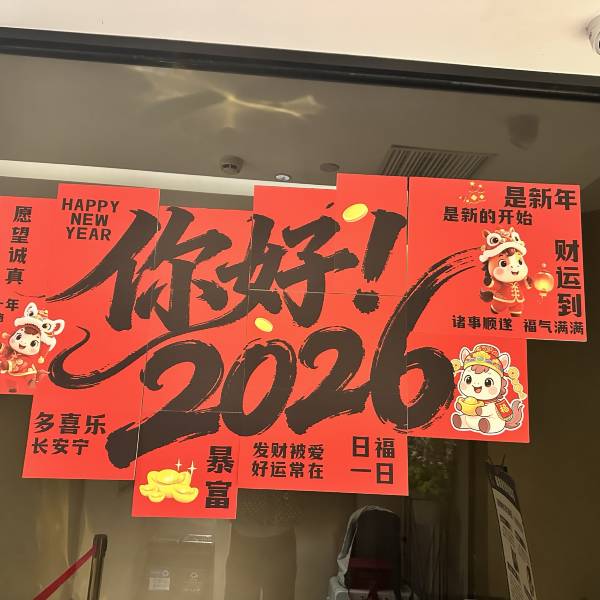 愿
望
诚
真
HAPPY
NEW
YEAR
你好!
2026
是新年
是新的开始
财
运
到
诸事顺遂 福气满满
多喜乐
长安宁
暴
富
发财被爱
好运常在
日福
一日